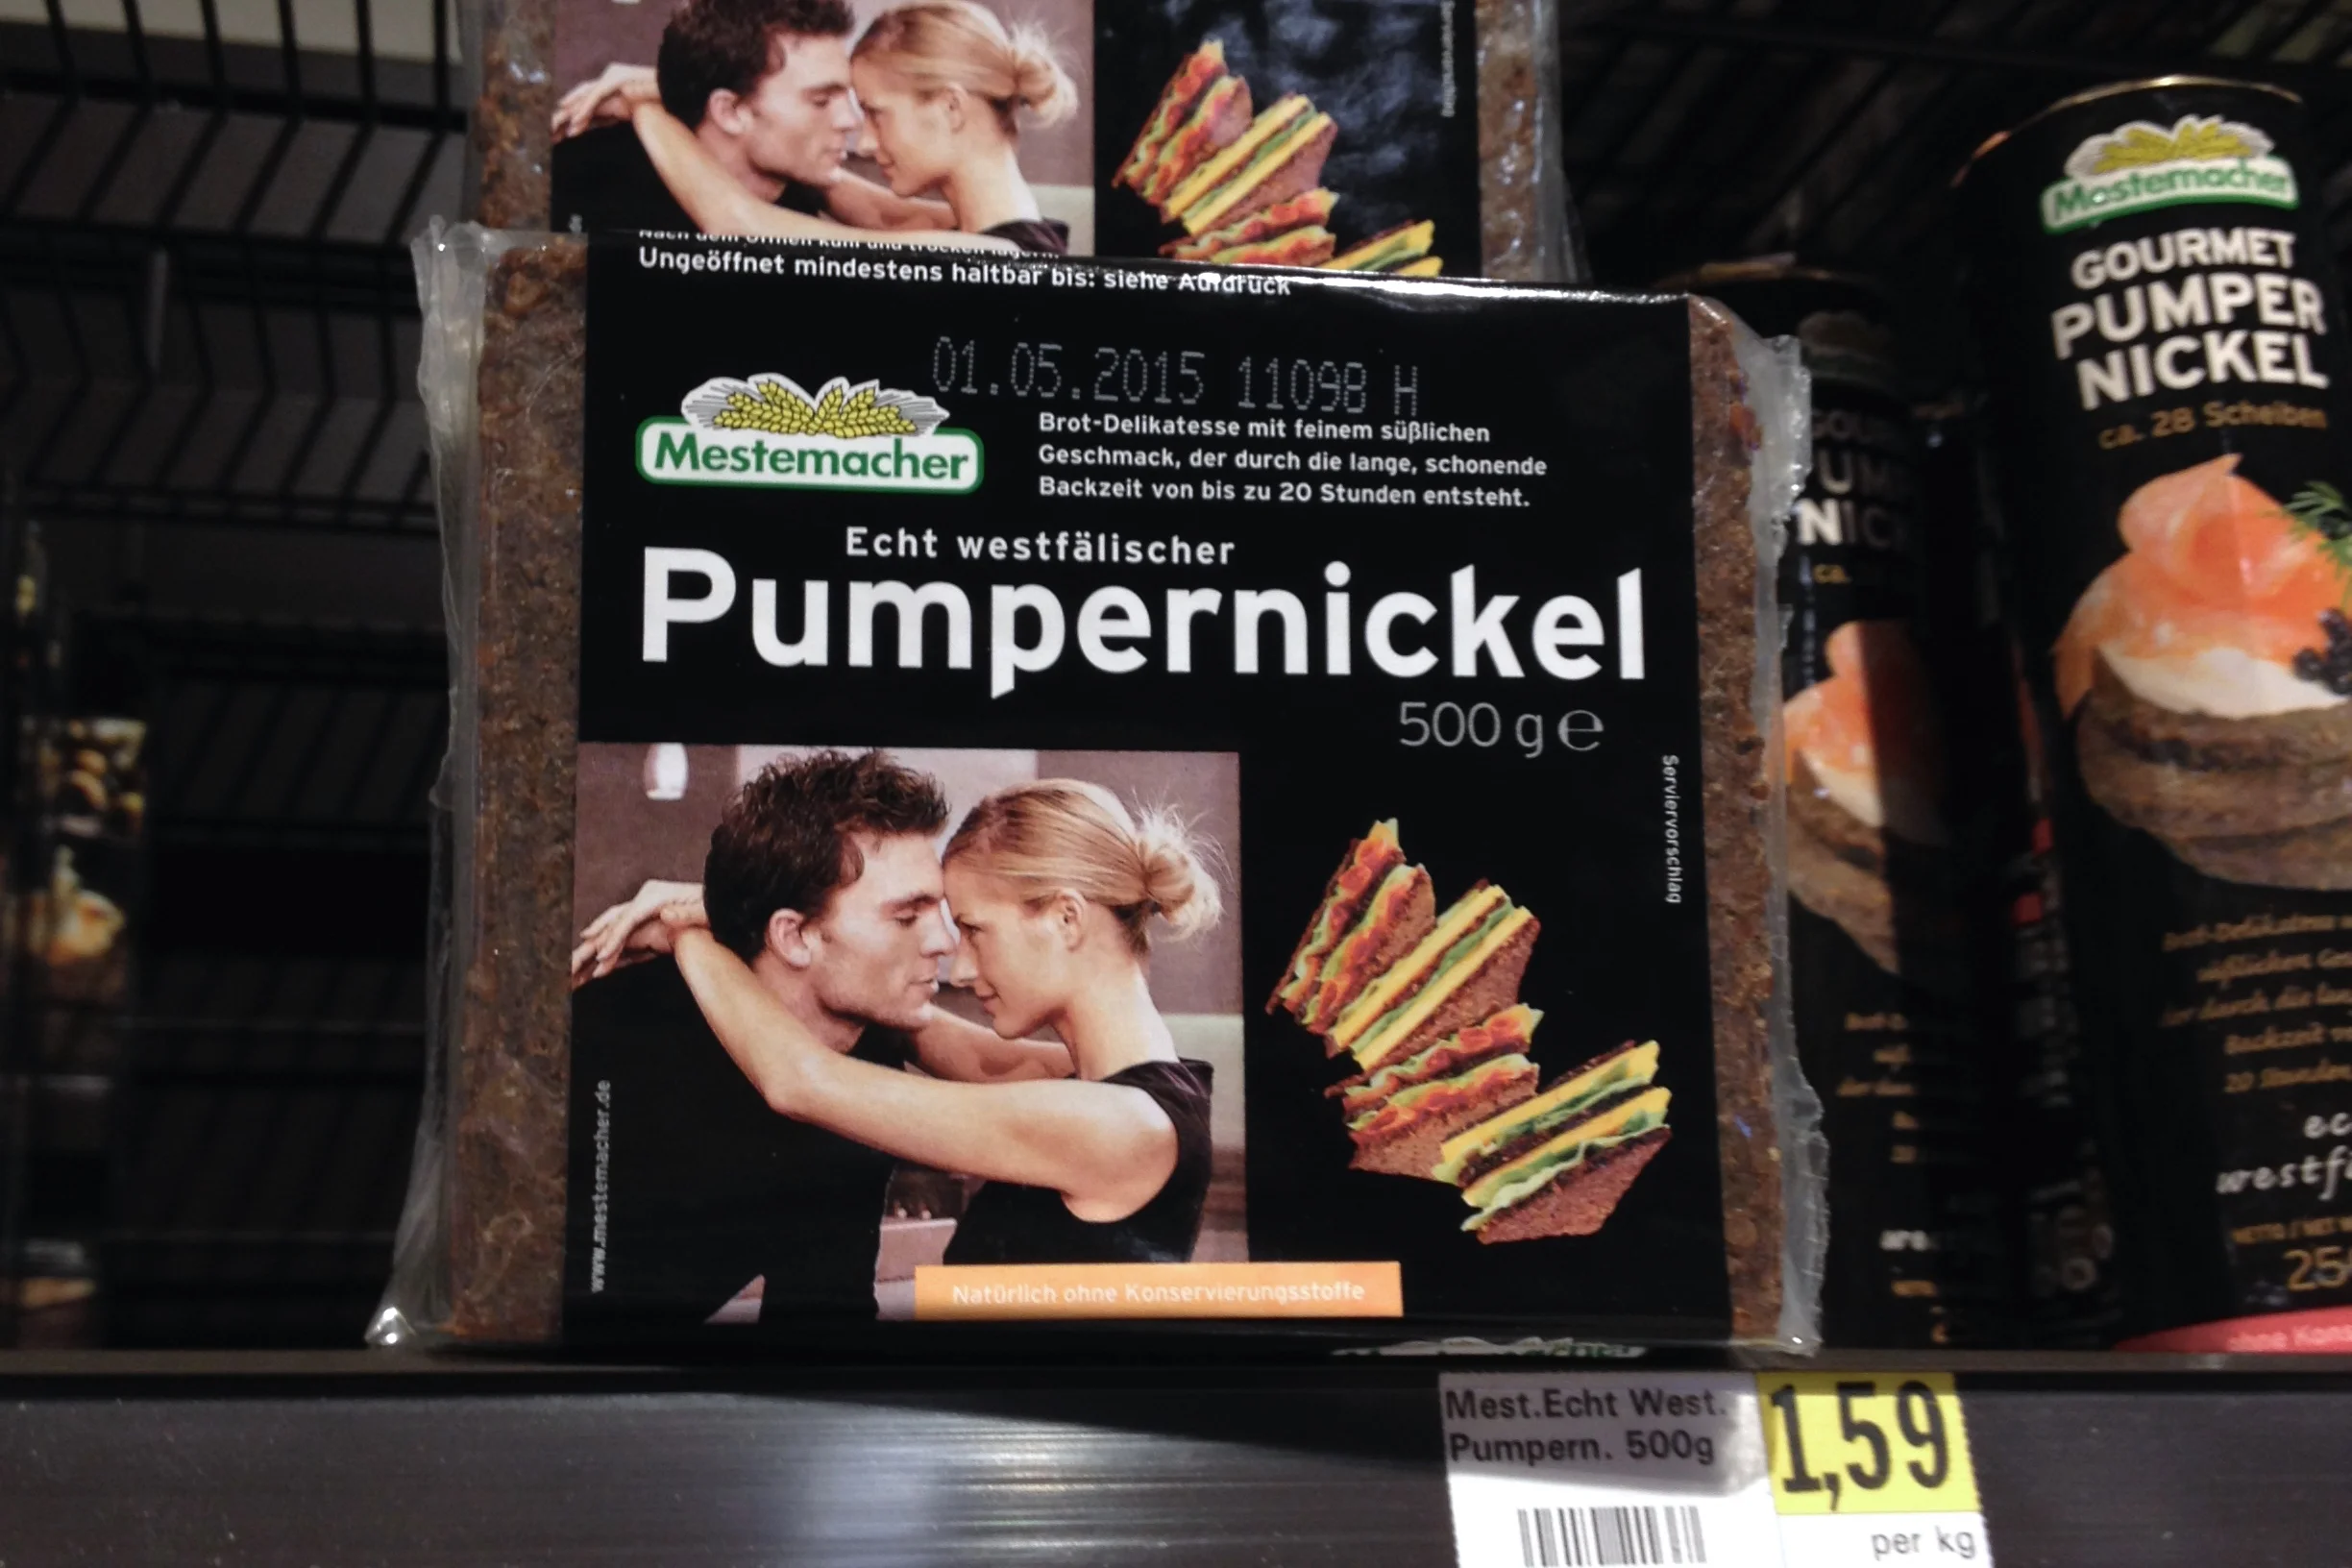 Serviervorschlag
Ungeöffnet mindestens haltbar bis: siehe Aufdruck
01.05.2015 11098 H
Mestemacher
Brot-Delikatesse mit feinem süßlichen
Geschmack, der durch die lange, schonende
Backzeit von bis zu 20 Stunden entsteht.
Echt westfälischer
Pumpernickel
500 g e
Serviervorschlag
www.mestemacher.de
Natürlich ohne Konservierungsstoffe
Mestemacher
GOURMET
PUMPER
NICKEL
ca. 28 Scheiben
Mest.Echt West.
Pumpern. 500g
1,59
per kg